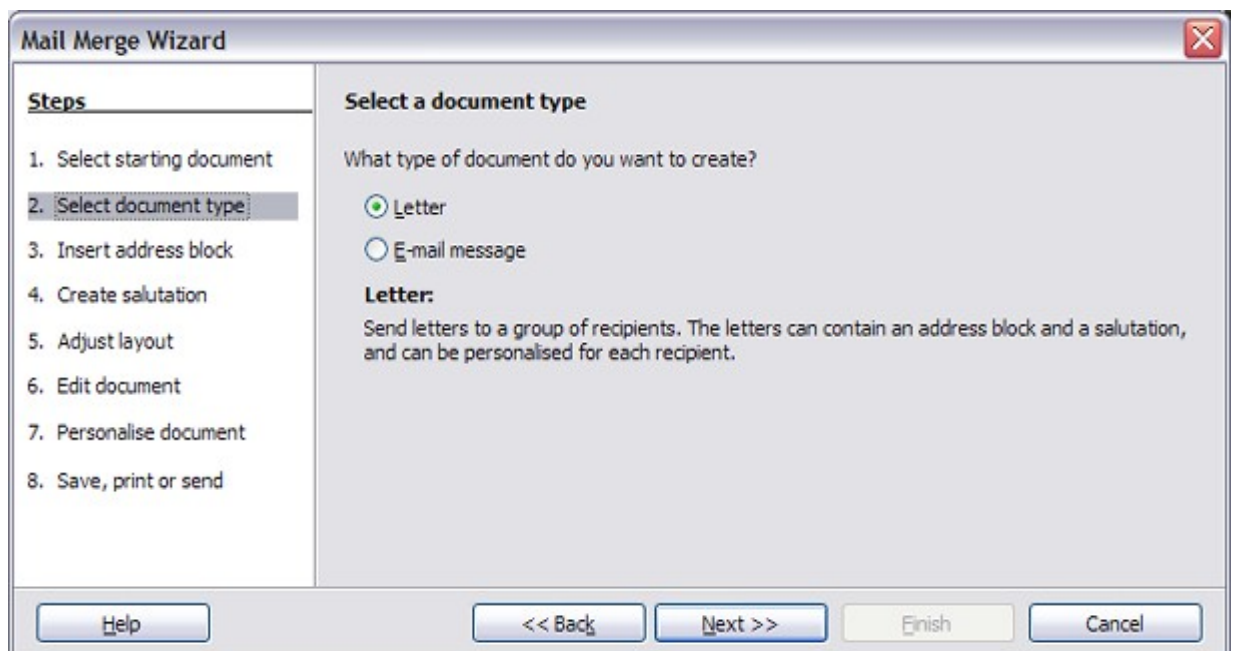 Mail Merge Wizard
Steps
1. Select starting document
2. Select document type
3. Insert address block
4. Create salutation
5. Adjust layout
6. Edit document
7. Personalise document
8. Save, print or send
Select a document type
What type of document do you want to create?
Letter
E-mail message
Letter:
Send letters to a group of recipients. The letters can contain an address block and a salutation,
and can be personalised for each recipient.
Help
<< Back
Next >>
Finish
Cancel